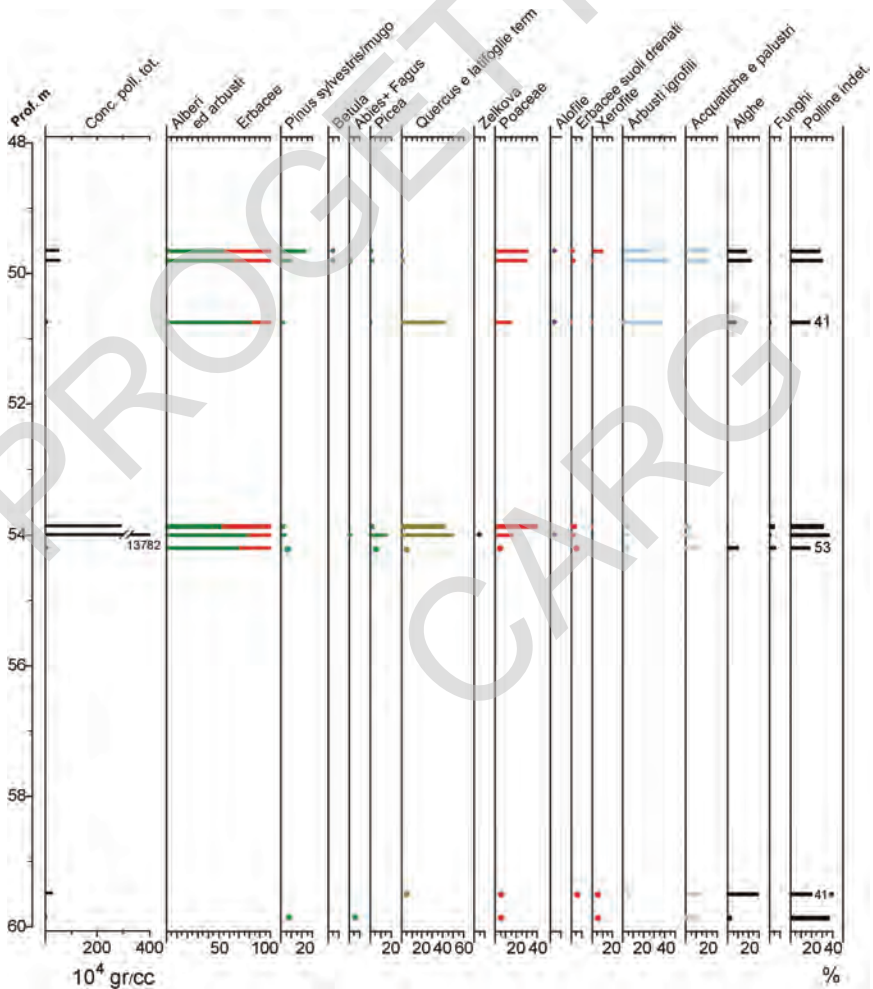 Prof. m
Conc. poll. tot.
Alberi
ed arbusti
Erbacee
Pinus sylvestris/mugo
Betula
Abies+ Fagus
Picea
Quercus e latifoglie term
Zelkova
Poaceae
Alofile
Erbacee suoli drenati
Xerofite
Arbusti igrofili
Acquatiche e palustri
Alghe
Funghi
Polline indet.
48
50
41
52
54
13782
53
56
58
41
60
200 400
50 100
20
20
20 40 60
20 40
20 40
20
20
20 40
10⁴ gr/cc
%
PROGET
CARG